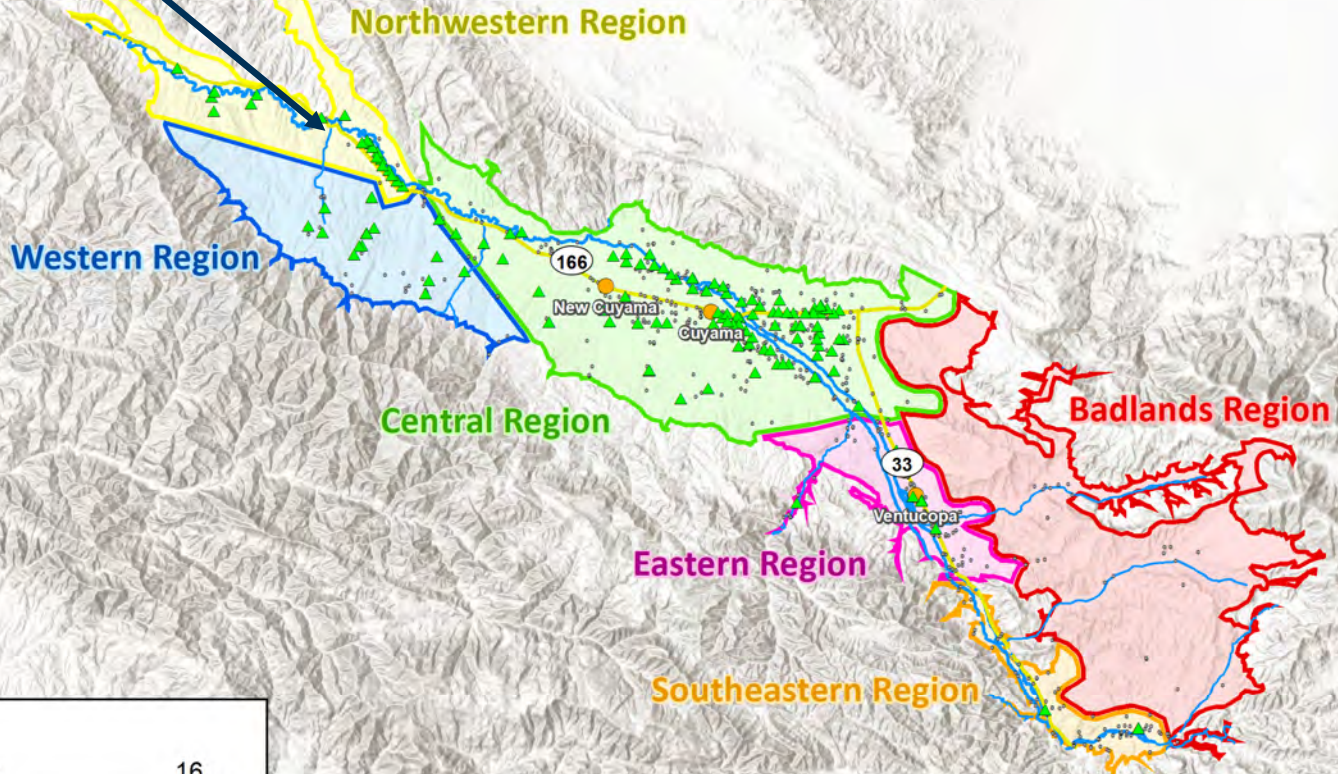 Northwestern Region
Western Region
166
New Cuyama
Cuyama
Central Region
Badlands Region
33
Ventucopa
Eastern Region
Southeastern Region
16